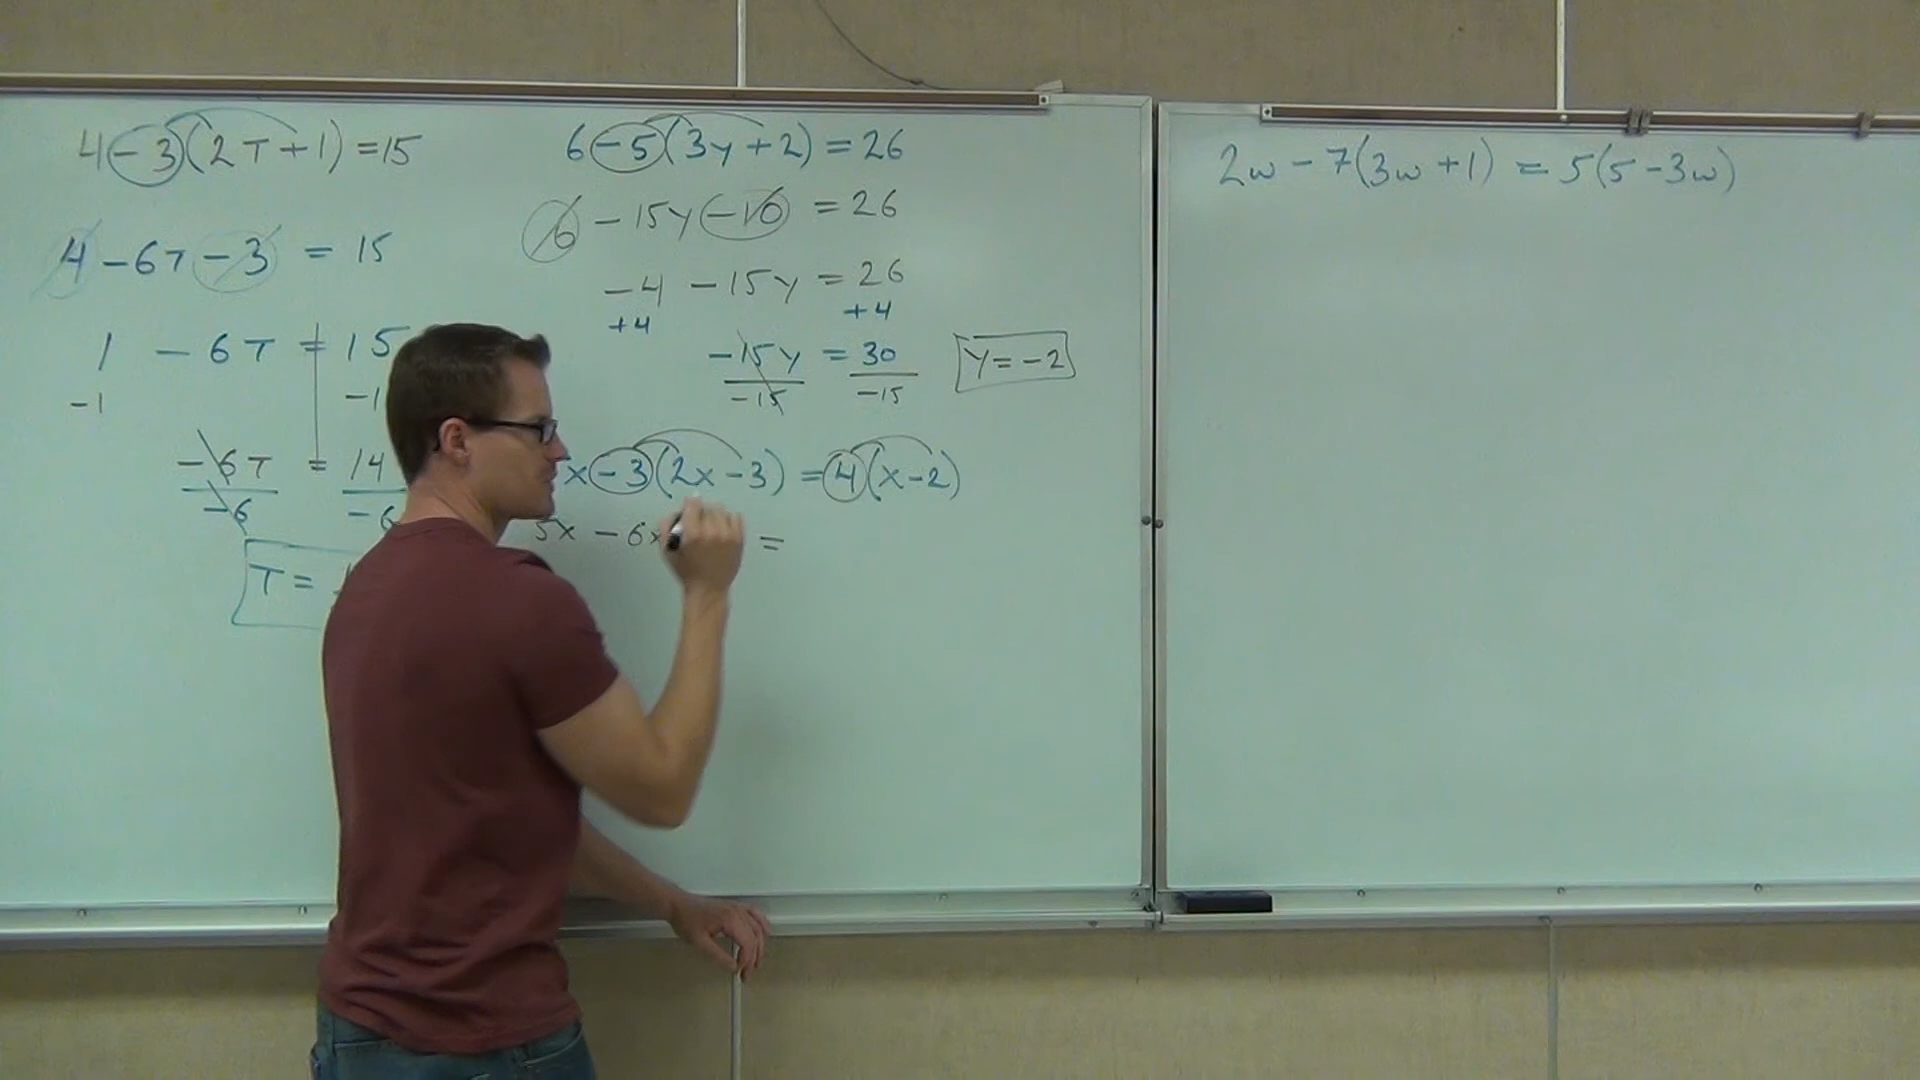 4-3(2T+1)=15
4-6T-3 = 15
1 - 6T = 15
-1 -1
-6T = 14
-6 -6
T =
6-5(3y+2)=26
6-15y-10 = 26
-4 -15y = 26
+4 +4
-15y = 30
-15 -15
y=-2
x-3(2x-3) =4(x-2)
5x - 6x =
2w - 7(3w+1) = 5(5-3w)